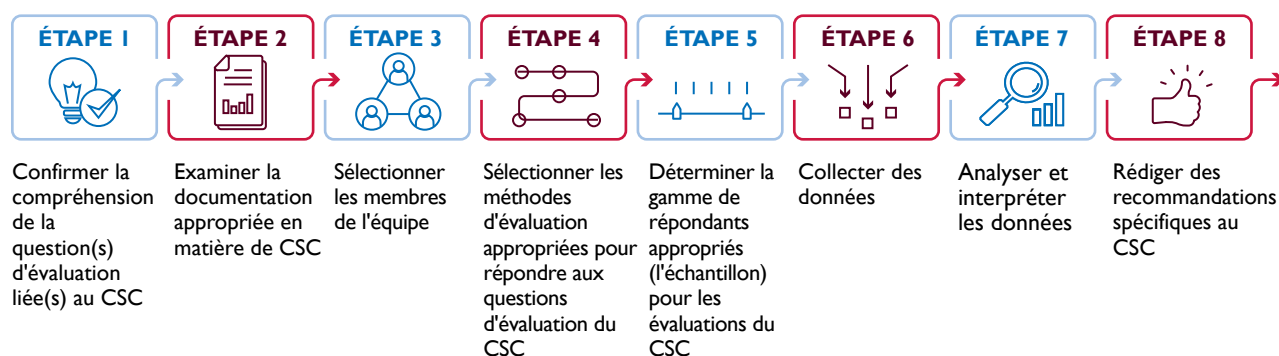 ÉTAPE 1
Confirmer la
compréhension
de la
question(s)
d'évaluation
liée(s) au CSC
ÉTAPE 2
Examiner la
documentation
appropriée en
matière de CSC
ÉTAPE 3
Sélectionner
les membres
de l'équipe
ÉTAPE 4
Sélectionner les
méthodes
d'évaluation
appropriées pour
répondre aux
questions
d'évaluation du
CSC
ÉTAPE 5
Déterminer la
gamme de
répondants
appropriés
(l'échantillon)
pour les
évaluations du
CSC
ÉTAPE 6
Collecter des
données
ÉTAPE 7
Analyser et
interpréter
les données
ÉTAPE 8
Rédiger des
recommandations
spécifiques au
CSC